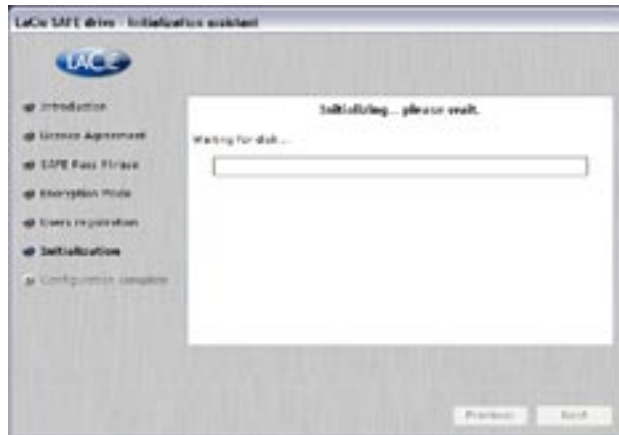 LaCie SAFE drive - Initialization assistant
LACIE
Introduction
Licence Agreement
SAFE Pass Phrase
Encryption Mode
Users registration
Initialization
Configuration complete
Initializing... please wait.
Waiting for disk...
Previous
Next